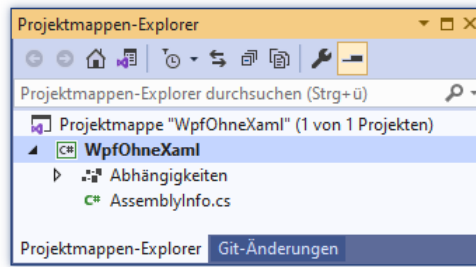 Projektmappen-Explorer
Projektmappen-Explorer durchsuchen (Strg+ü)
Projektmappe "WpfOhneXaml" (1 von 1 Projekten)
C# WpfOhneXaml
Abhängigkeiten
C# AssemblyInfo.cs
Projektmappen-Explorer Git-Änderungen